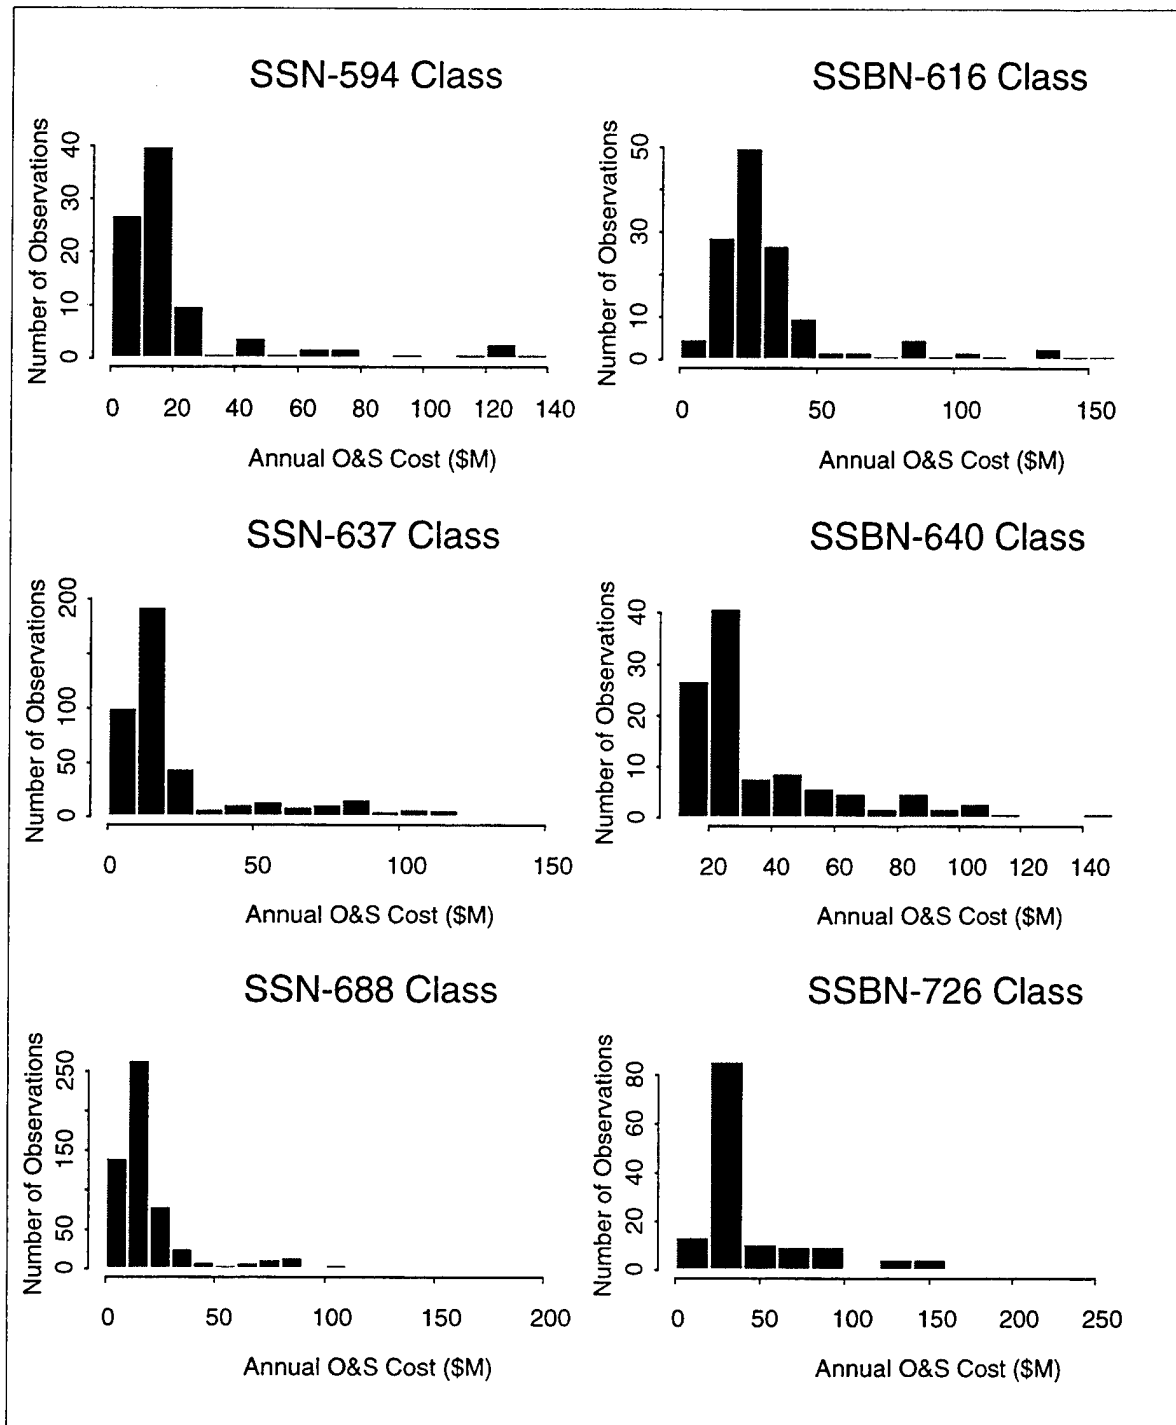 SSN-594 Class
Number of Observations
0 10 20 30 40
0 20 40 60 80 100 120 140
Annual O&S Cost ($M)
SSBN-616 Class
Number of Observations
0 10 30 50
0 50 100 150
Annual O&S Cost ($M)
SSN-637 Class
Number of Observations
0 50 100 200
0 50 100 150
Annual O&S Cost ($M)
SSBN-640 Class
Number of Observations
0 10 20 30 40
20 40 60 80 100 120 140
Annual O&S Cost ($M)
SSN-688 Class
Number of Observations
0 50 150 250
0 50 100 150 200
Annual O&S Cost ($M)
SSBN-726 Class
Number of Observations
0 20 40 60 80
0 50 100 150 200 250
Annual O&S Cost ($M)